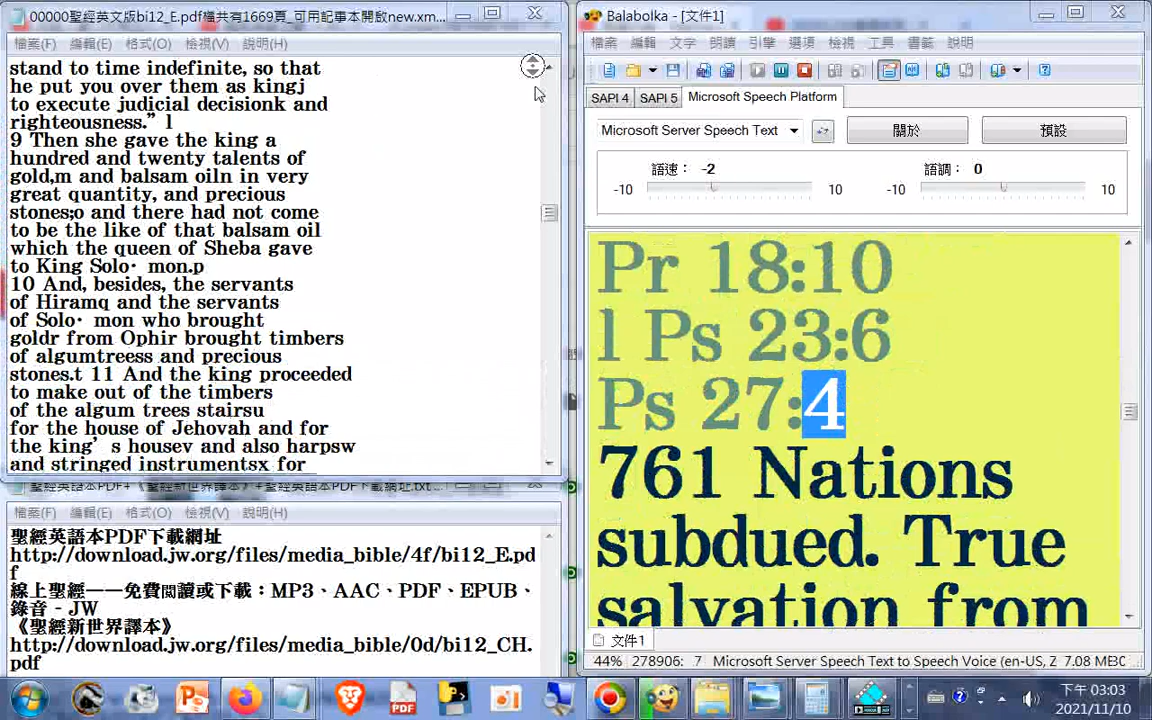 00000聖經英文版bi12_E.pdf檔共有1669頁_可用記事本開啟new.xm...
檔案(F) 編輯(E) 格式(O) 檢視(V) 說明(H)
stand to time indefinite, so that
he put you over them as kingj
to execute judicial decisionk and
righteousness.” l
9 Then she gave the king a
hundred and twenty talents of
gold,m and balsam oiln in very
great quantity, and precious
stones;o and there had not come
to be the like of that balsam oil
which the queen of Sheba gave
to King Solo· mon.p
10 And, besides, the servants
of Hiramq and the servants
of Solo· mon who brought
goldr from Ophir brought timbers
of algumtreess and precious
stones.t 11 And the king proceeded
to make out of the timbers
of the algum trees stairsu
for the house of Jehovah and for
the king’s housev and also harpsw
and stringed instrumentsx for
聖經英語本PDF+《聖經新世界譯本》+聖經英語本PDF下載網址.txt ...
檔案(F) 編輯(E) 格式(O) 檢視(V) 說明(H)
聖經英語本PDF下載網址
http://download.jw.org/files/media_bible/4f/bi12_E.pd
f
線上聖經——免費閱讀或下載：MP3、AAC、PDF、EPUB、
錄音 - JW
《聖經新世界譯本》
http://download.jw.org/files/media_bible/0d/bi12_CH.
pdf
Balabolka - [文件1]
檔案 編輯 文字 朗讀 引擎 選項 檢視 工具 書籤 說明
SAPI 4 SAPI 5 Microsoft Speech Platform
Microsoft Server Speech Text 關於 預設
語速： -2 語調： 0
-10 10 -10 10
Pr 18:10
l Ps 23:6
Ps 27:4
761 Nations
subdued. True
salvation from
文件1
44% 278906: 7 Microsoft Server Speech Text to Speech Voice (en-US, Z 7.08 МБС
下午 03:03
2021/11/10